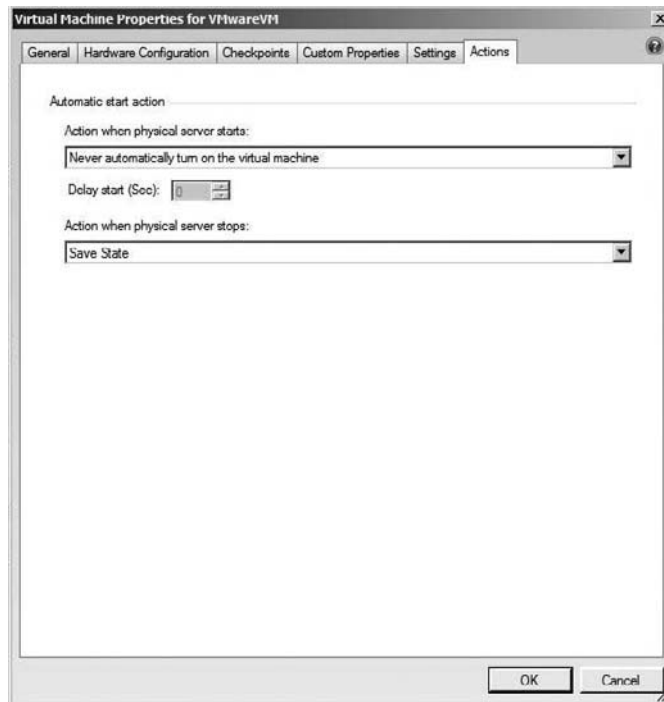 Virtual Machine Properties for VMwareVM
General Hardware Configuration Checkpoints Custom Properties Settings Actions
Automatic start action
Action when physical server starts:
Never automatically turn on the virtual machine
Delay start (Sec): 0
Action when physical server stops:
Save State
OK Cancel